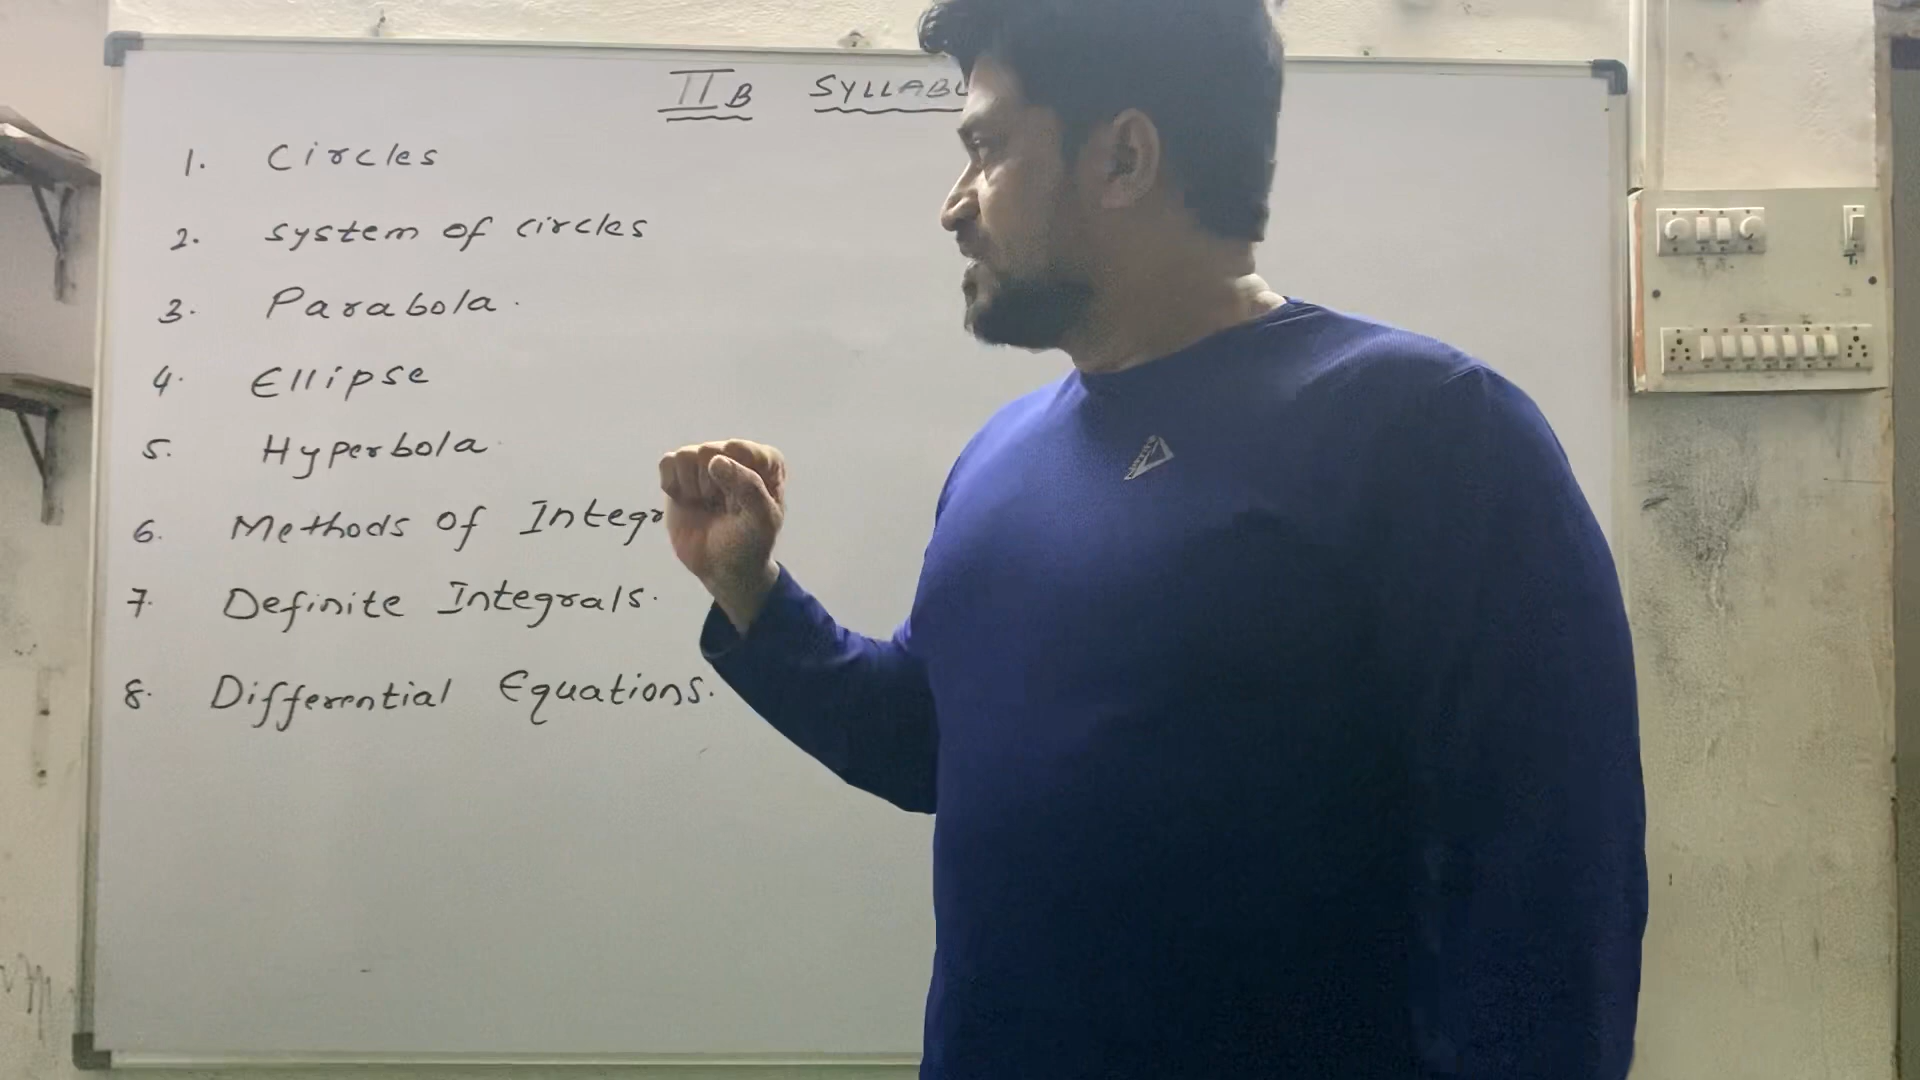 II B SYLLABU
1. Circles
2. System of circles
3. Parabola.
4. Ellipse
5. Hyperbola
6. Methods of Integr
7. Definite Integrals.
8. Differential Equations.